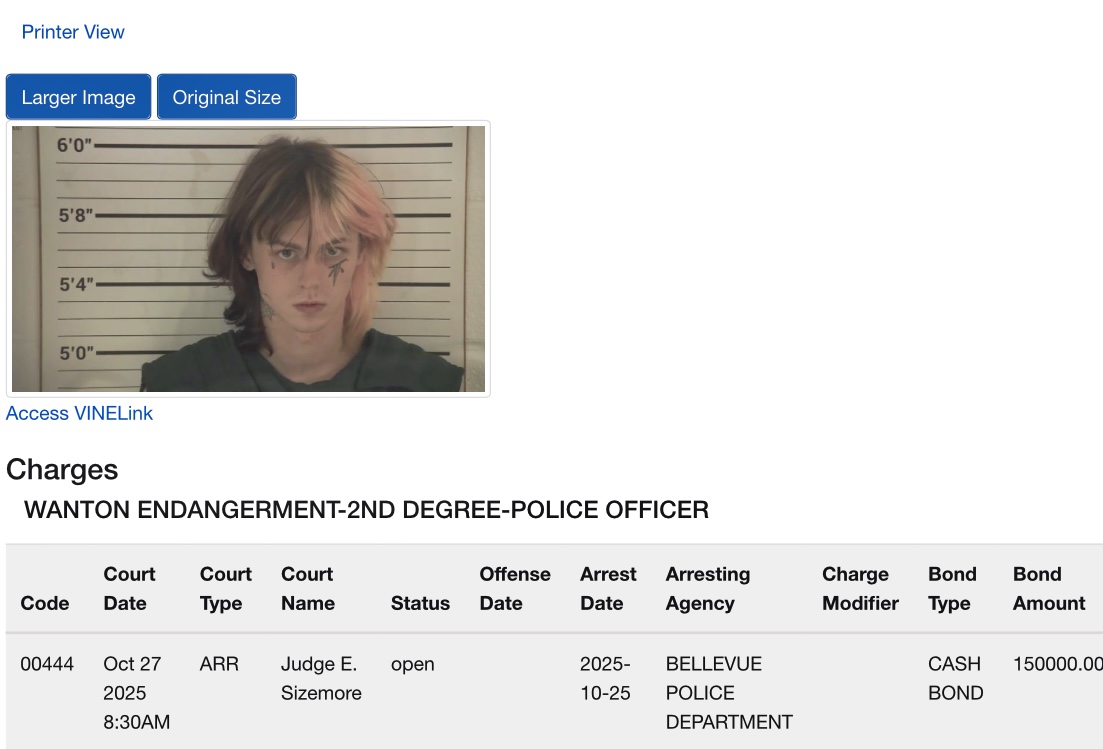 Printer View
Larger Image Original Size
6'0"
5'8"
5'4"
5'0"
Access VINELink
Charges
WANTON ENDANGERMENT-2ND DEGREE-POLICE OFFICER
Code Court Date Court Type Court Name Status Offense Date Arrest Date Arresting Agency Charge Modifier Bond Type Bond Amount
00444 Oct 27 2025 8:30AM ARR Judge E. Sizemore open 2025-10-25 BELLEVUE POLICE DEPARTMENT CASH BOND 150000.00